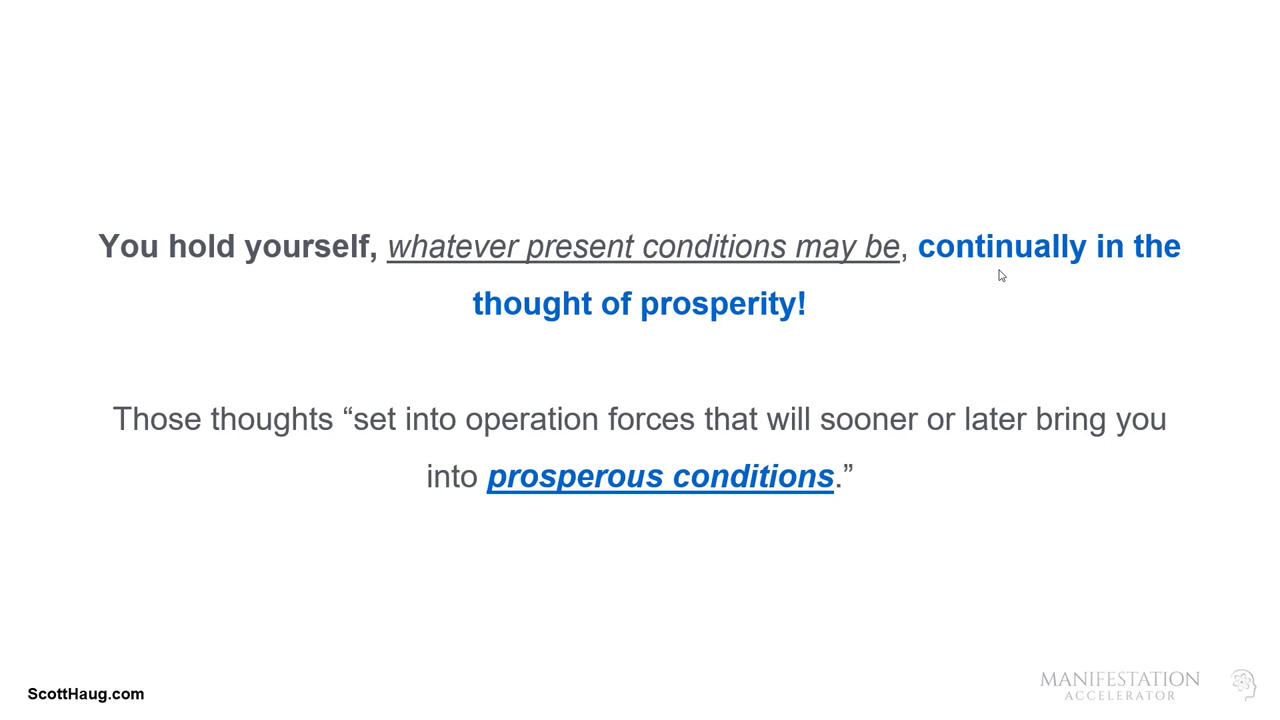 You hold yourself, whatever present conditions may be, continually in the
thought of prosperity!
Those thoughts “set into operation forces that will sooner or later bring you
into prosperous conditions.”
ScottHaug.com
MANIFESTATION
ACCELERATOR